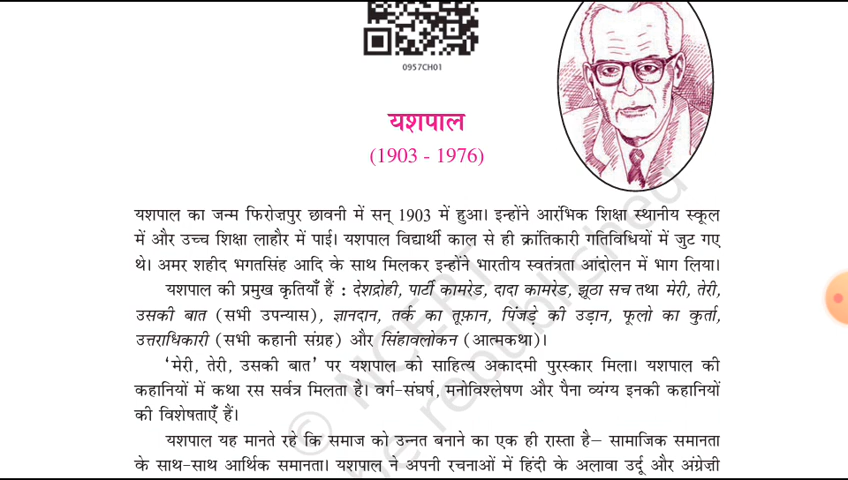 0957CH01
यशपाल
(1903 - 1976)
यशपाल का जन्म फिरोज़पुर छावनी में सन् 1903 में हुआ। इन्होंने आरंभिक शिक्षा स्थानीय स्कूल
में और उच्च शिक्षा लाहौर में पाई। यशपाल विद्यार्थी काल से ही क्रांतिकारी गतिविधियों में जुट गए
थे। अमर शहीद भगतसिंह आदि के साथ मिलकर इन्होंने भारतीय स्वतंत्रता आंदोलन में भाग लिया।
यशपाल की प्रमुख कृतियाँ हैं : देशद्रोही, पार्टी कामरेड, दादा कामरेड, झूठा सच तथा मेरी, तेरी,
उसकी बात (सभी उपन्यास), ज्ञानदान, तर्क का तूफ़ान, पिंजड़े की उड़ान, फूलो का कुर्ता,
उत्तराधिकारी (सभी कहानी संग्रह) और सिंहावलोकन (आत्मकथा)।
‘मेरी, तेरी, उसकी बात’ पर यशपाल को साहित्य अकादमी पुरस्कार मिला। यशपाल की
कहानियों में कथा रस सर्वत्र मिलता है। वर्ग-संघर्ष, मनोविश्लेषण और पैना व्यंग्य इनकी कहानियों
की विशेषताएँ हैं।
यशपाल यह मानते रहे कि समाज को उन्नत बनाने का एक ही रास्ता है– सामाजिक समानता
के साथ-साथ आर्थिक समानता। यशपाल ने अपनी रचनाओं में हिंदी के अलावा उर्दू और अंग्रेज़ी
© NCERT
be republished